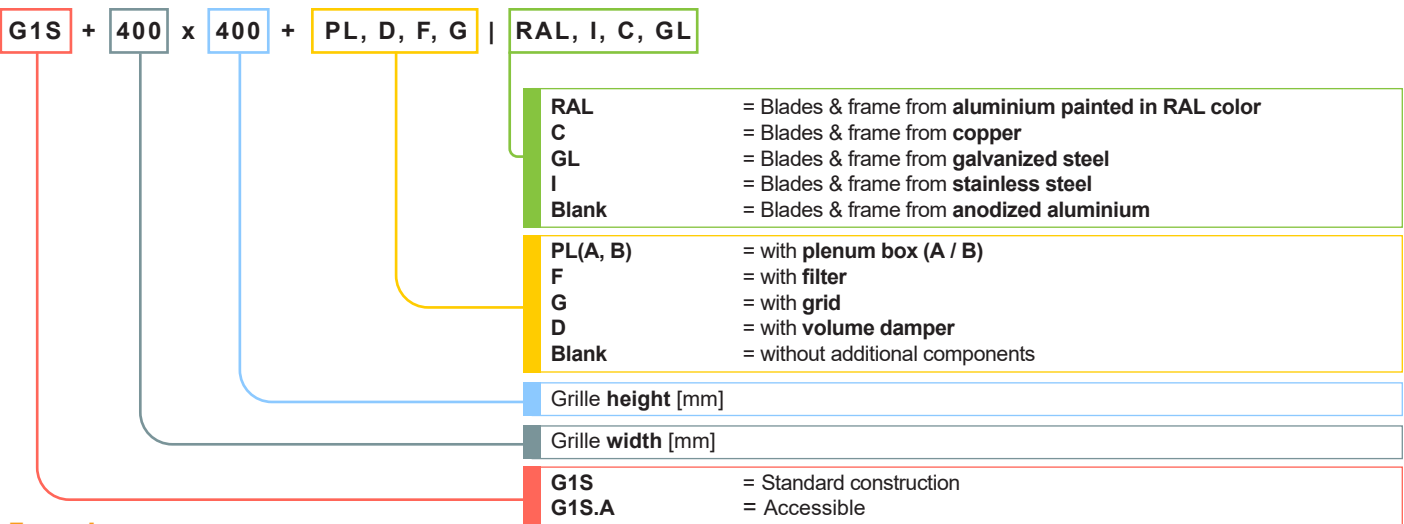 G1S + 400 x 400 + PL, D, F, G | RAL, I, C, GL
RAL = Blades & frame from aluminium painted in RAL color
C = Blades & frame from copper
GL = Blades & frame from galvanized steel
I = Blades & frame from stainless steel
Blank = Blades & frame from anodized aluminium
PL(A, B) = with plenum box (A / B)
F = with filter
G = with grid
D = with volume damper
Blank = without additional components
Grille height [mm]
Grille width [mm]
G1S = Standard construction
G1S.A = Accessible